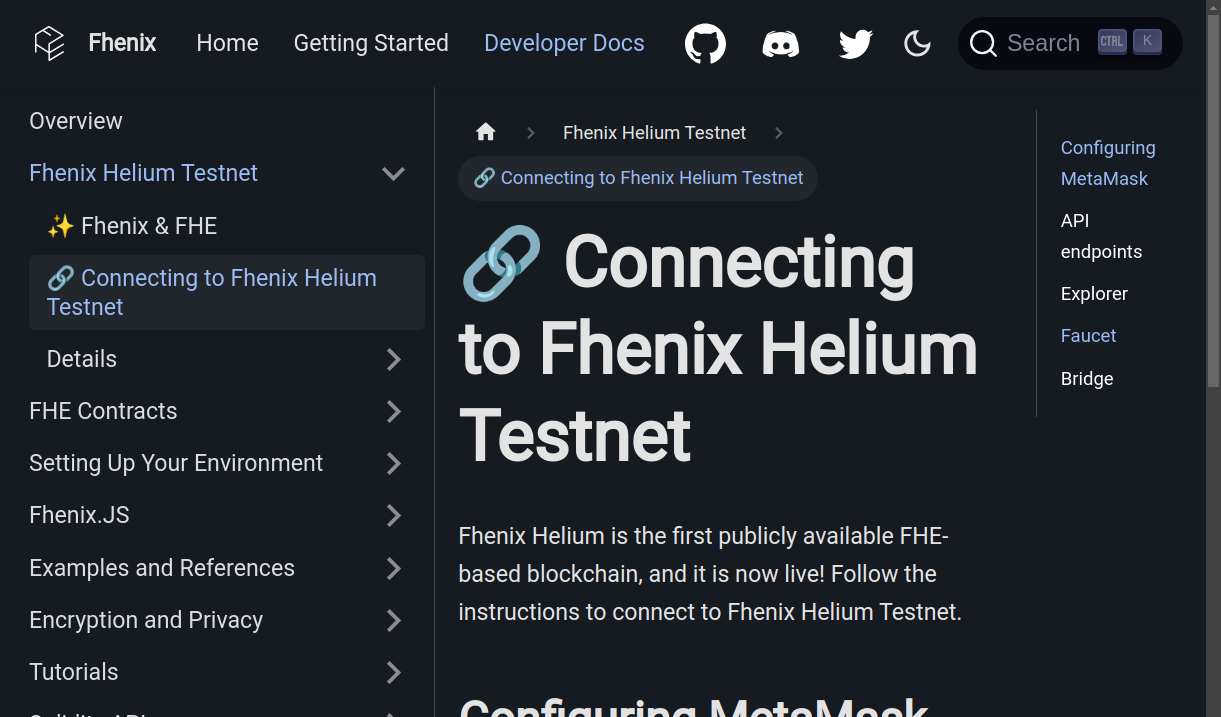 Fhenix
Home
Getting Started
Developer Docs
Search
CTRL
K
Overview
Fhenix Helium Testnet
✨ Fhenix & FHE
🔗 Connecting to Fhenix Helium
Testnet
Details
FHE Contracts
Setting Up Your Environment
Fhenix.JS
Examples and References
Encryption and Privacy
Tutorials
Fhenix Helium Testnet
🔗 Connecting to Fhenix Helium Testnet
🔗 Connecting
to Fhenix Helium
Testnet
Fhenix Helium is the first publicly available FHE-
based blockchain, and it is now live! Follow the
instructions to connect to Fhenix Helium Testnet.
Configuring MetaMask
Configuring
MetaMask
API
endpoints
Explorer
Faucet
Bridge